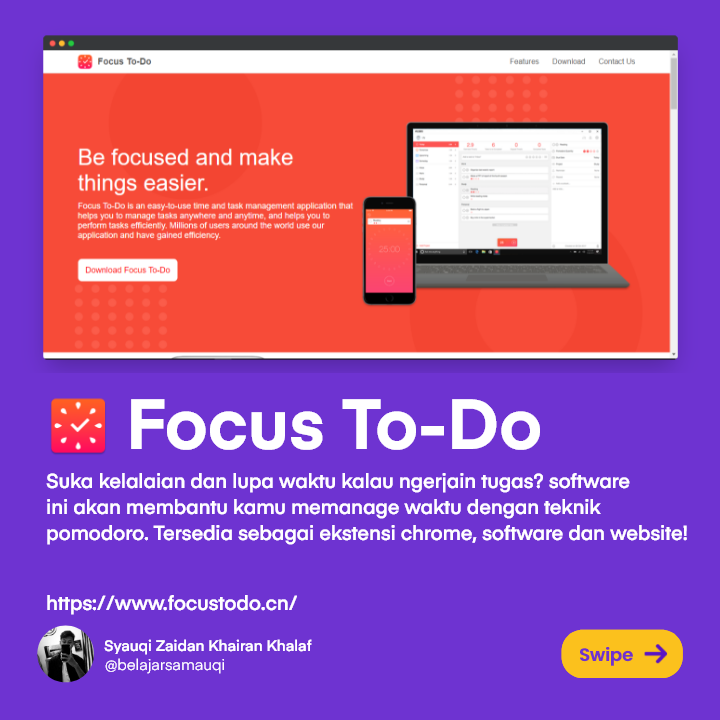 Focus To-Do
Features Download Contact Us
Be focused and make
things easier.
Focus To-Do is an easy-to-use time and task management application that
helps you to manage tasks anywhere and anytime, and helps you to
perform tasks efficiently. Millions of users around the world use our
application and have gained efficiency.
Download Focus To-Do
25:00
Focus To-Do
Suka kelalaian dan lupa waktu kalau ngerjain tugas? software
ini akan membantu kamu memanage waktu dengan teknik
pomodoro. Tersedia sebagai ekstensi chrome, software dan website!
https://www.focustodo.cn/
Syauqi Zaidan Khairan Khalaf
@belajarsamauqi
Swipe